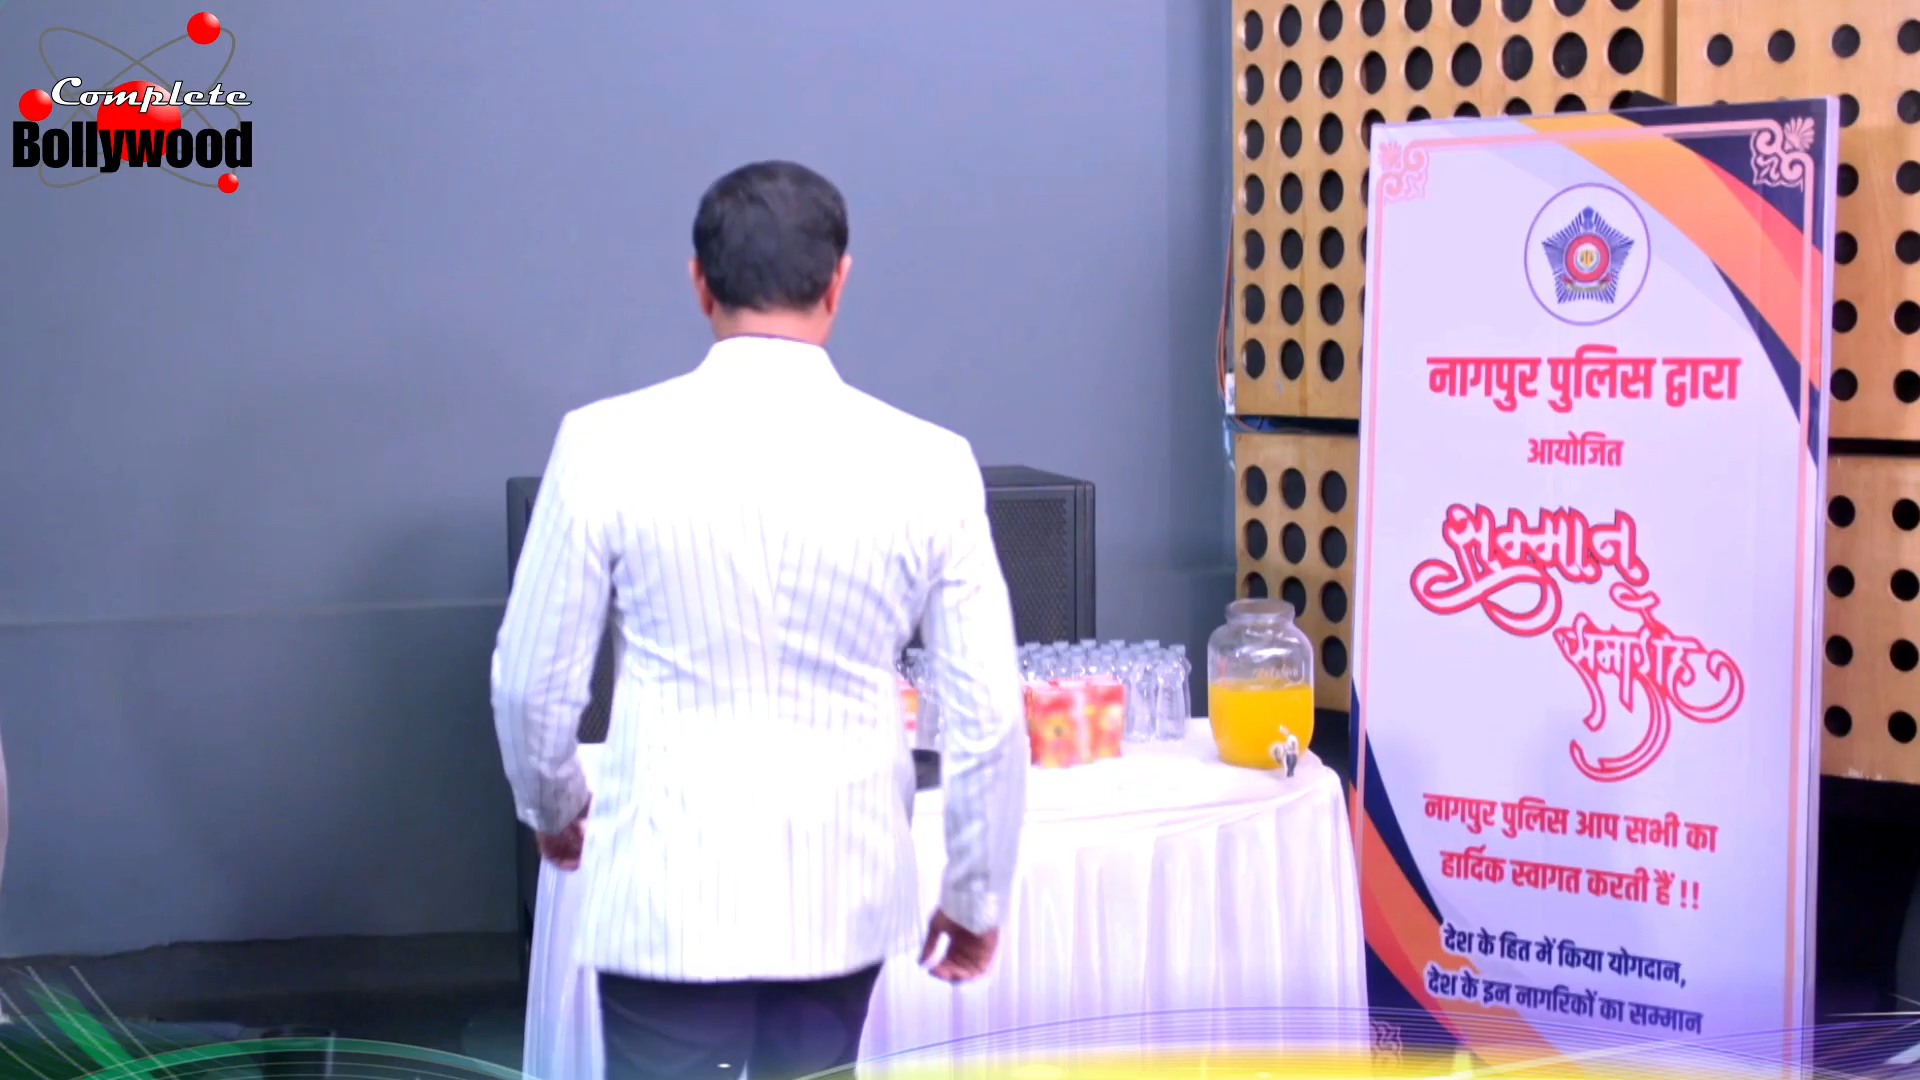 Complete
Bollywood
नागपुर पुलिस द्वारा
आयोजित
सम्मान
समारोह
नागपुर पुलिस आप सभी का
हार्दिक स्वागत करती हैं !!
देश के हित में किया योगदान,
देश के इन नागरिकों का सम्मान